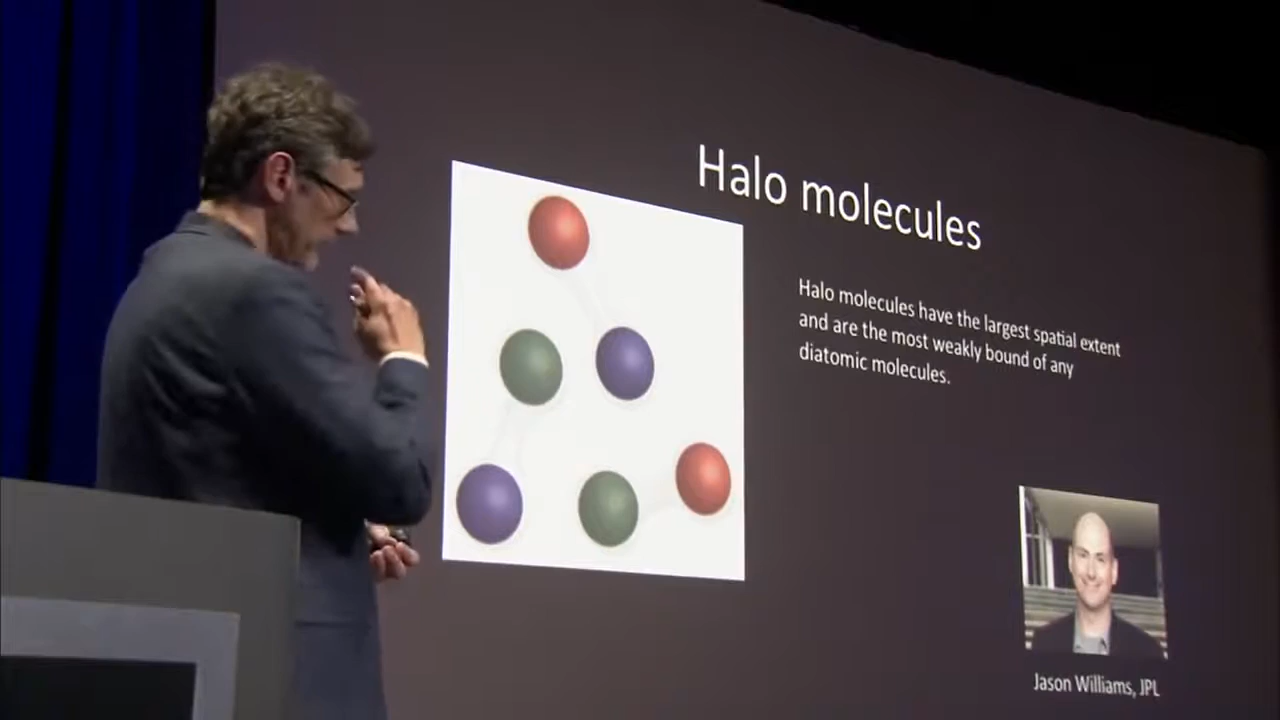 Halo molecules
Halo molecules have the largest spatial extent
and are the most weakly bound of any
diatomic molecules.
Jason Williams, JPL